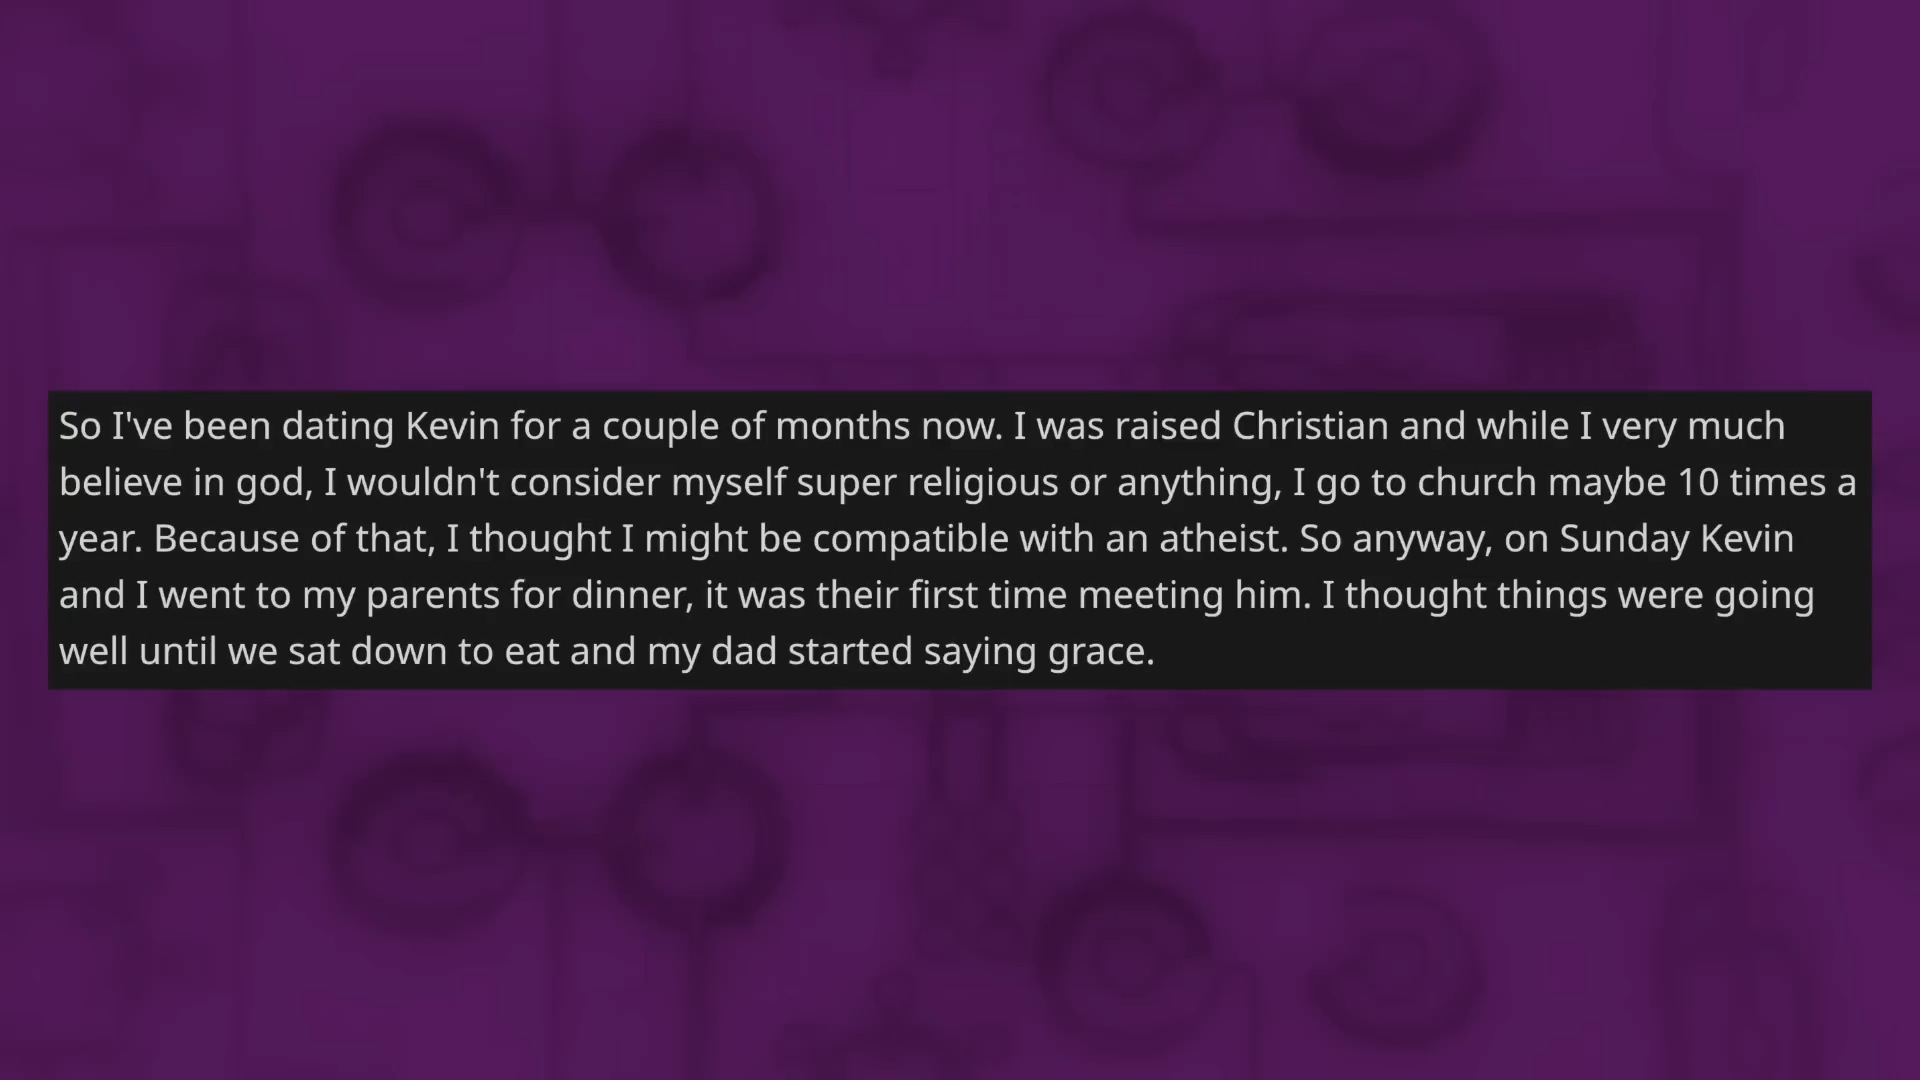 So I've been dating Kevin for a couple of months now. I was raised Christian and while I very much
believe in god, I wouldn't consider myself super religious or anything, I go to church maybe 10 times a
year. Because of that, I thought I might be compatible with an atheist. So anyway, on Sunday Kevin
and I went to my parents for dinner, it was their first time meeting him. I thought things were going
well until we sat down to eat and my dad started saying grace.